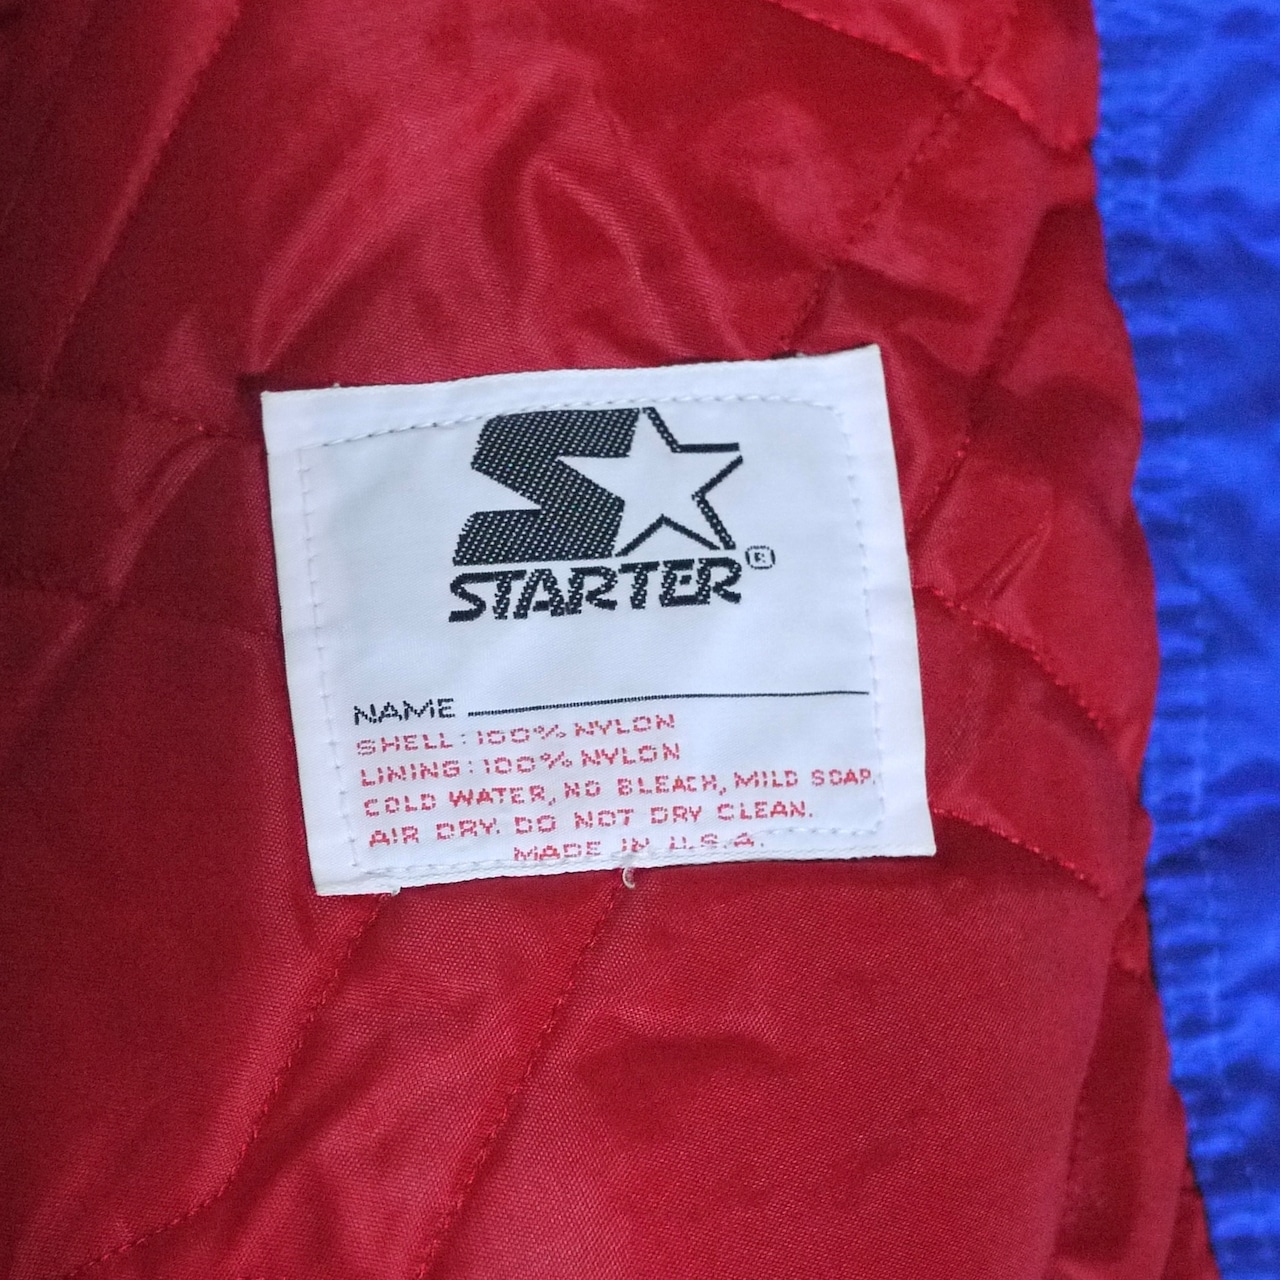 STARTER®
NAME
SHELL: 100% NYLON
LINING: 100% NYLON
COLD WATER, NO BLEACH, MILD SOAP.
AIR DRY. DO NOT DRY CLEAN.
MADE IN U.S.A.